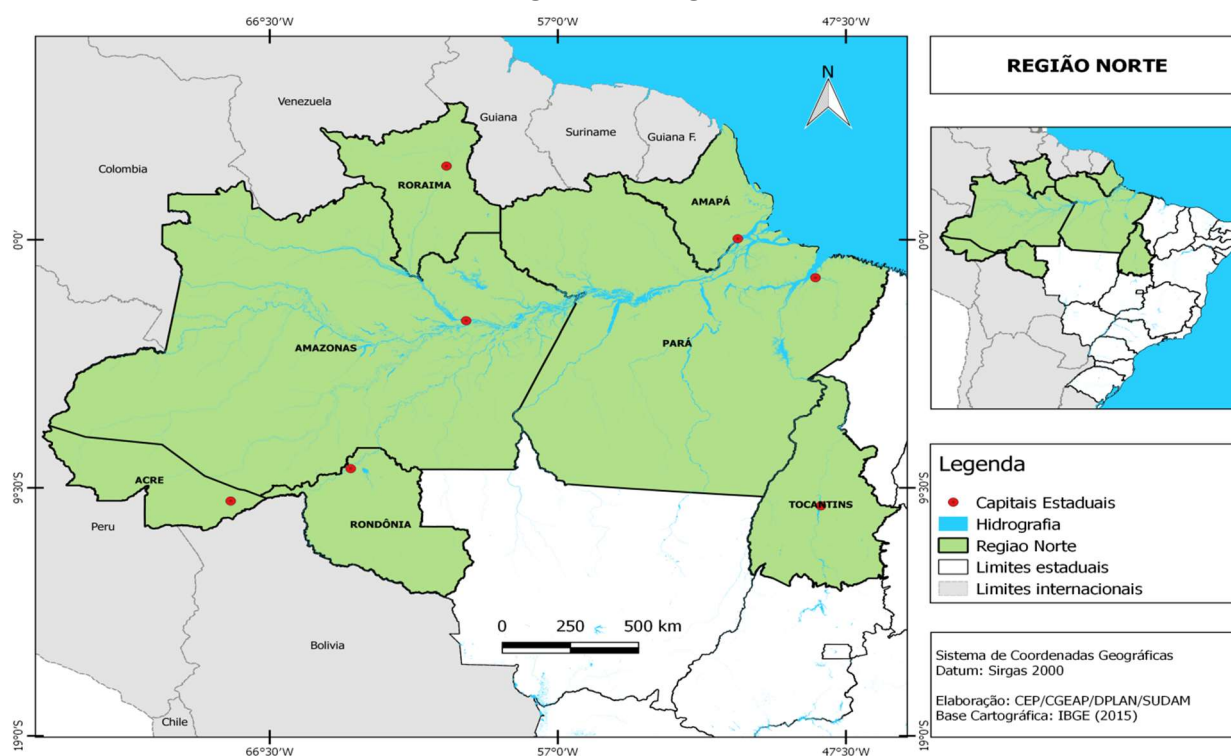 66°30'W
57°0'W
47°30'W
REGIÃO NORTE
N
Venezuela
Guiana
Suriname
Guiana F.
Colombia
RORAIMA
AMAPÁ
0°0'
0°0'
AMAZONAS
PARÁ
ACRE
9°30'S
9°30'S
TOCANTINS
Peru
RONDÔNIA
Legenda
Capitais Estaduais
Hidrografia
Regiao Norte
Limites estaduais
Limites internacionais
0 250 500 km
Bolivia
Chile
Sistema de Coordenadas Geográficas
Datum: Sirgas 2000
Elaboração: CEP/CGEAP/DPLAN/SUDAM
Base Cartográfica: IBGE (2015)
19°0'S
19°0'S
66°30'W
57°0'W
47°30'W